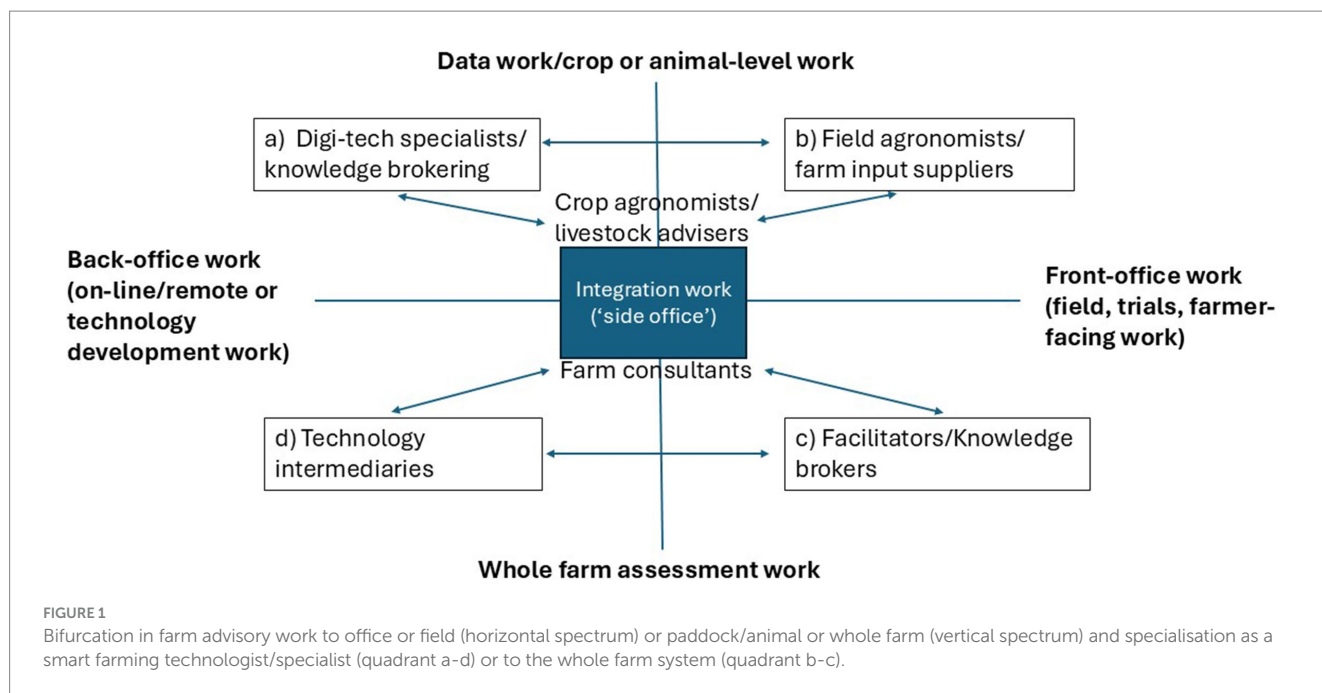 Data work/crop or animal-level work
a) Digi-tech specialists/
knowledge brokering
b) Field agronomists/
farm input suppliers
Crop agronomists/
livestock advisers
Back-office work
(on-line/remote or
technology
development work)
Integration work
(‘side office’)
Front-office work
(field, trials, farmer-
facing work)
Farm consultants
d) Technology
intermediaries
c) Facilitators/Knowledge
brokers
Whole farm assessment work
FIGURE 1
Bifurcation in farm advisory work to office or field (horizontal spectrum) or paddock/animal or whole farm (vertical spectrum) and specialisation as a
smart farming technologist/specialist (quadrant a-d) or to the whole farm system (quadrant b-c).